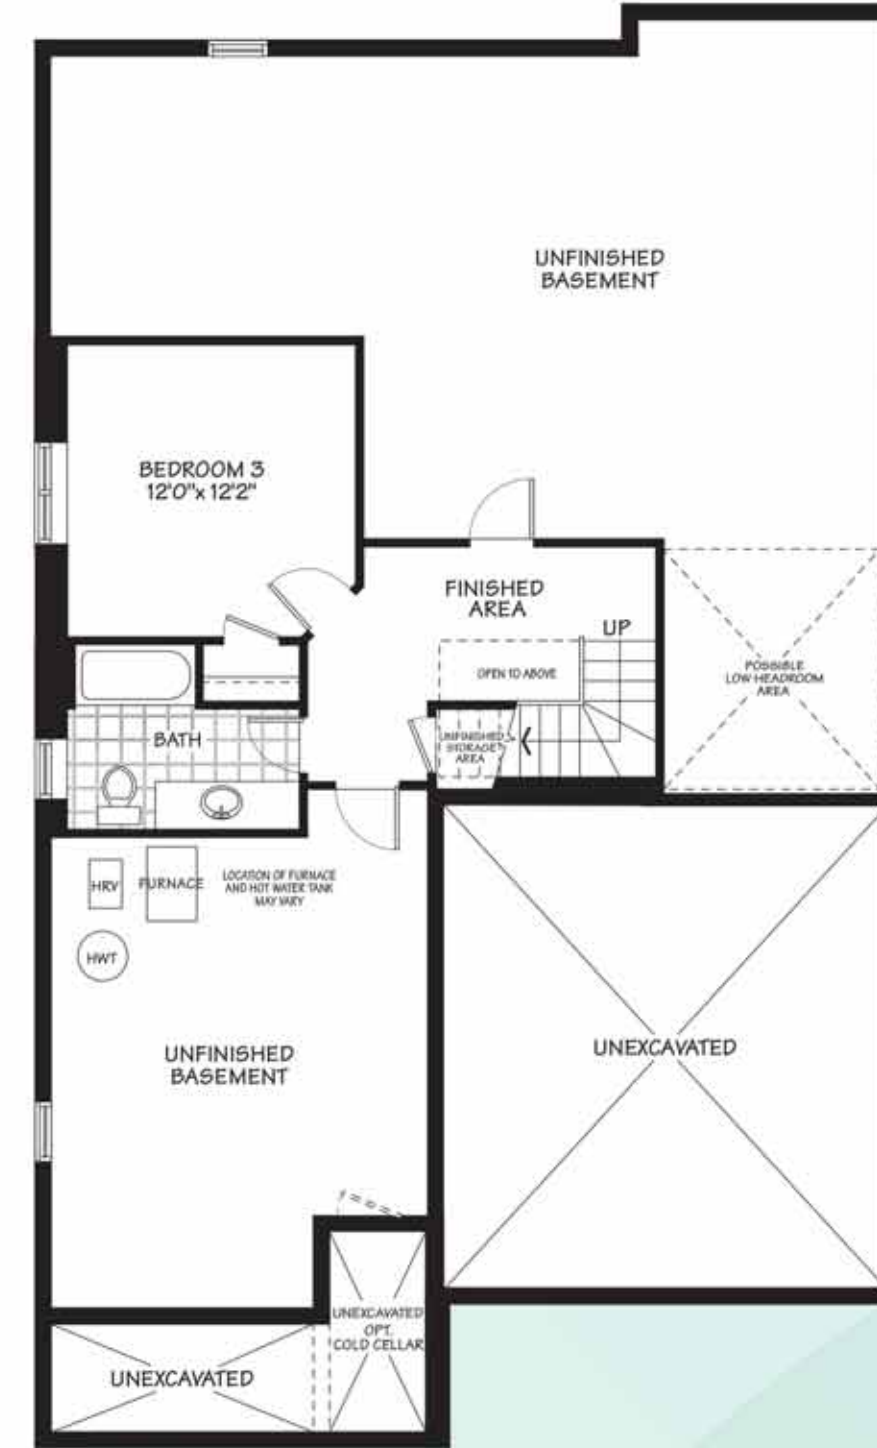 UNFINISHED
BASEMENT
BEDROOM 3
12'0"x 12'2"
FINISHED
AREA
UP
OPEN TO ABOVE
POSSIBLE
LOW HEADROOM
AREA
UNFINISHED
STORAGE
AREA
BATH
HRV
FURNACE
LOCATION OF FURNACE
AND HOT WATER TANK
MAY VARY
HWT
UNFINISHED
BASEMENT
UNEXCAVATED
UNEXCAVATED
OPT.
COLD CELLAR
UNEXCAVATED